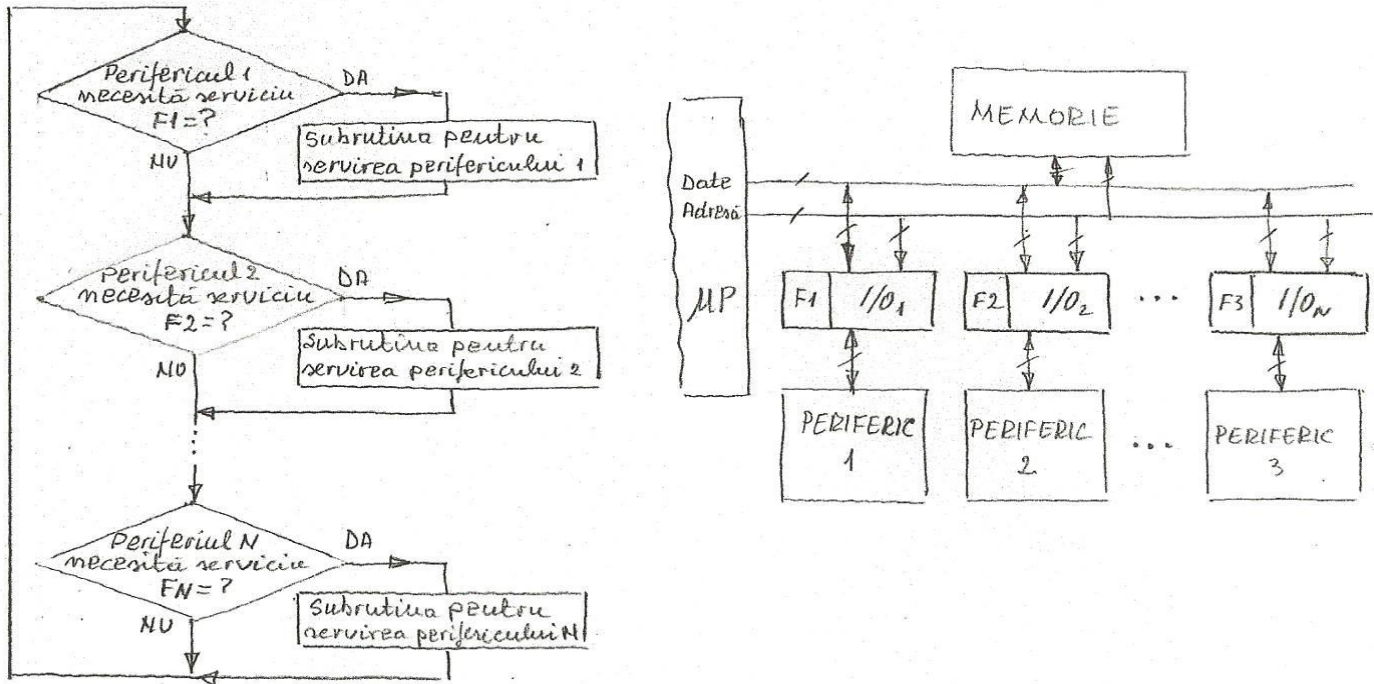 Perifericul 1
necesită serviciu
F1=?
DA
NU
Subrutina pentru
servirea perifericului 1
Perifericul 2
necesită serviciu
F2=?
DA
NU
Subrutina pentru
servirea perifericului 2
Periferiul N
necesită serviciu
FN=?
DA
NU
Subrutina pentru
servirea perifericului N
MEMORIE
Date
Adresă
μP
F1 I/O1
F2 I/O2
...
F3 I/ON
PERIFERIC
1
PERIFERIC
2
...
PERIFERIC
3